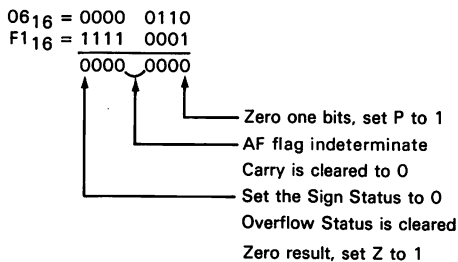 06₁₆ = 0000 0110
F1₁₆ = 1111 0001
0000 0000
Zero one bits, set P to 1
AF flag indeterminate
Carry is cleared to 0
Set the Sign Status to 0
Overflow Status is cleared
Zero result, set Z to 1